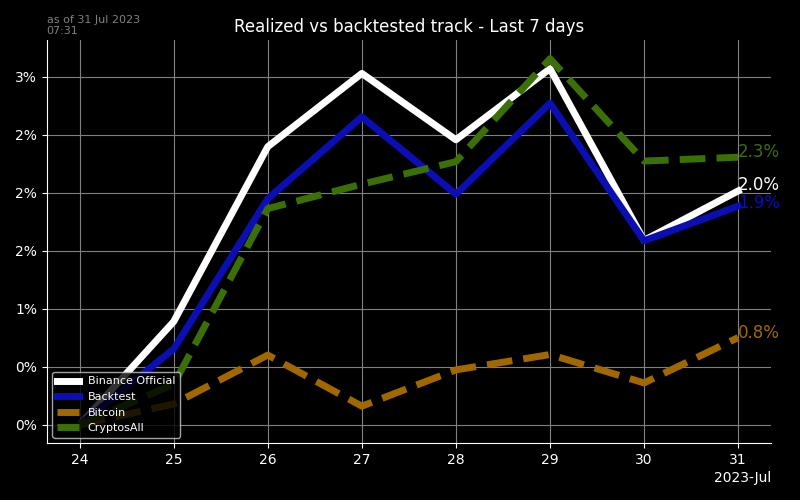 as of 31 Jul 2023
07:31
Realized vs backtested track - Last 7 days
3%
2%
2%
2%
1%
0%
0%
2.3%
2.0%
1.9%
0.8%
Binance Official
Backtest
Bitcoin
CryptosAll
24 25 26 27 28 29 30 31
2023-Jul